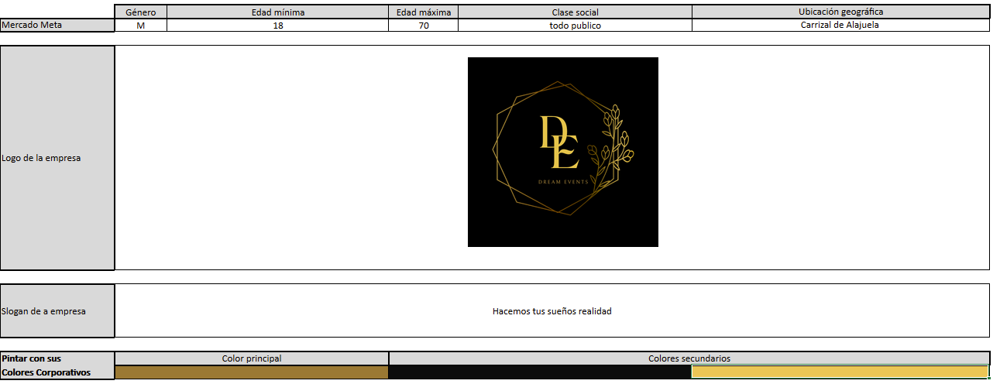 Género Edad mínima Edad máxima Clase social Ubicación geográfica
Mercado Meta M 18 70 todo publico Carrizal de Alajuela
Logo de la empresa
DE
DREAM EVENTS
Slogan de a empresa Hacemos tus sueños realidad
Pintar con sus Color principal Colores secundarios
Colores Corporativos